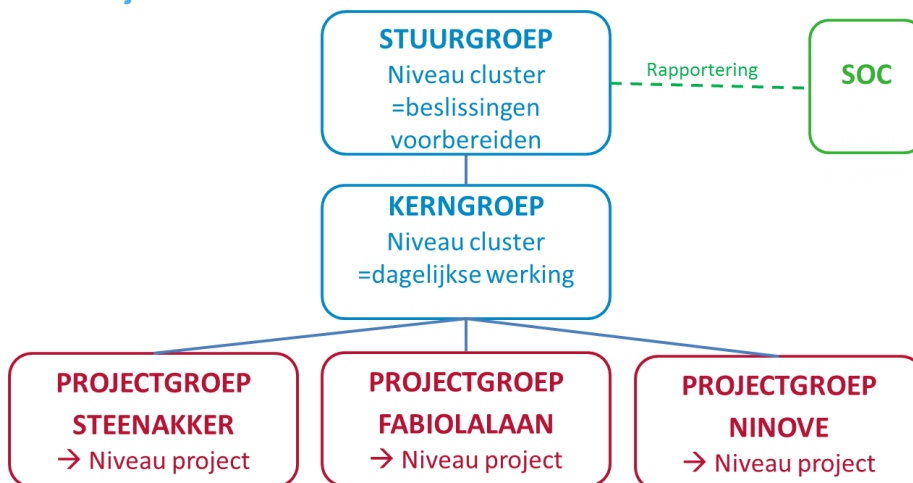 STUURGROEP
Niveau cluster
=beslissingen
voorbereiden
Rapportering
SOC
KERNGROEP
Niveau cluster
=dagelijkse werking
PROJECTGROEP
STEENAKKER
→ Niveau project
PROJECTGROEP
FABIOLALAAN
→ Niveau project
PROJECTGROEP
NINOVE
→ Niveau project